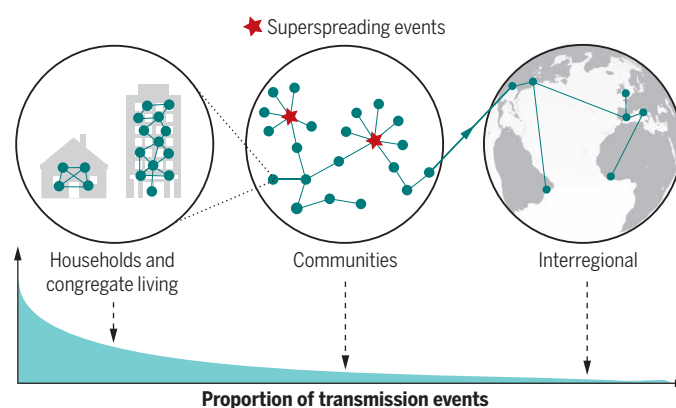 Superspreading events
Households and
congregate living
Communities
Interregional
Proportion of transmission events